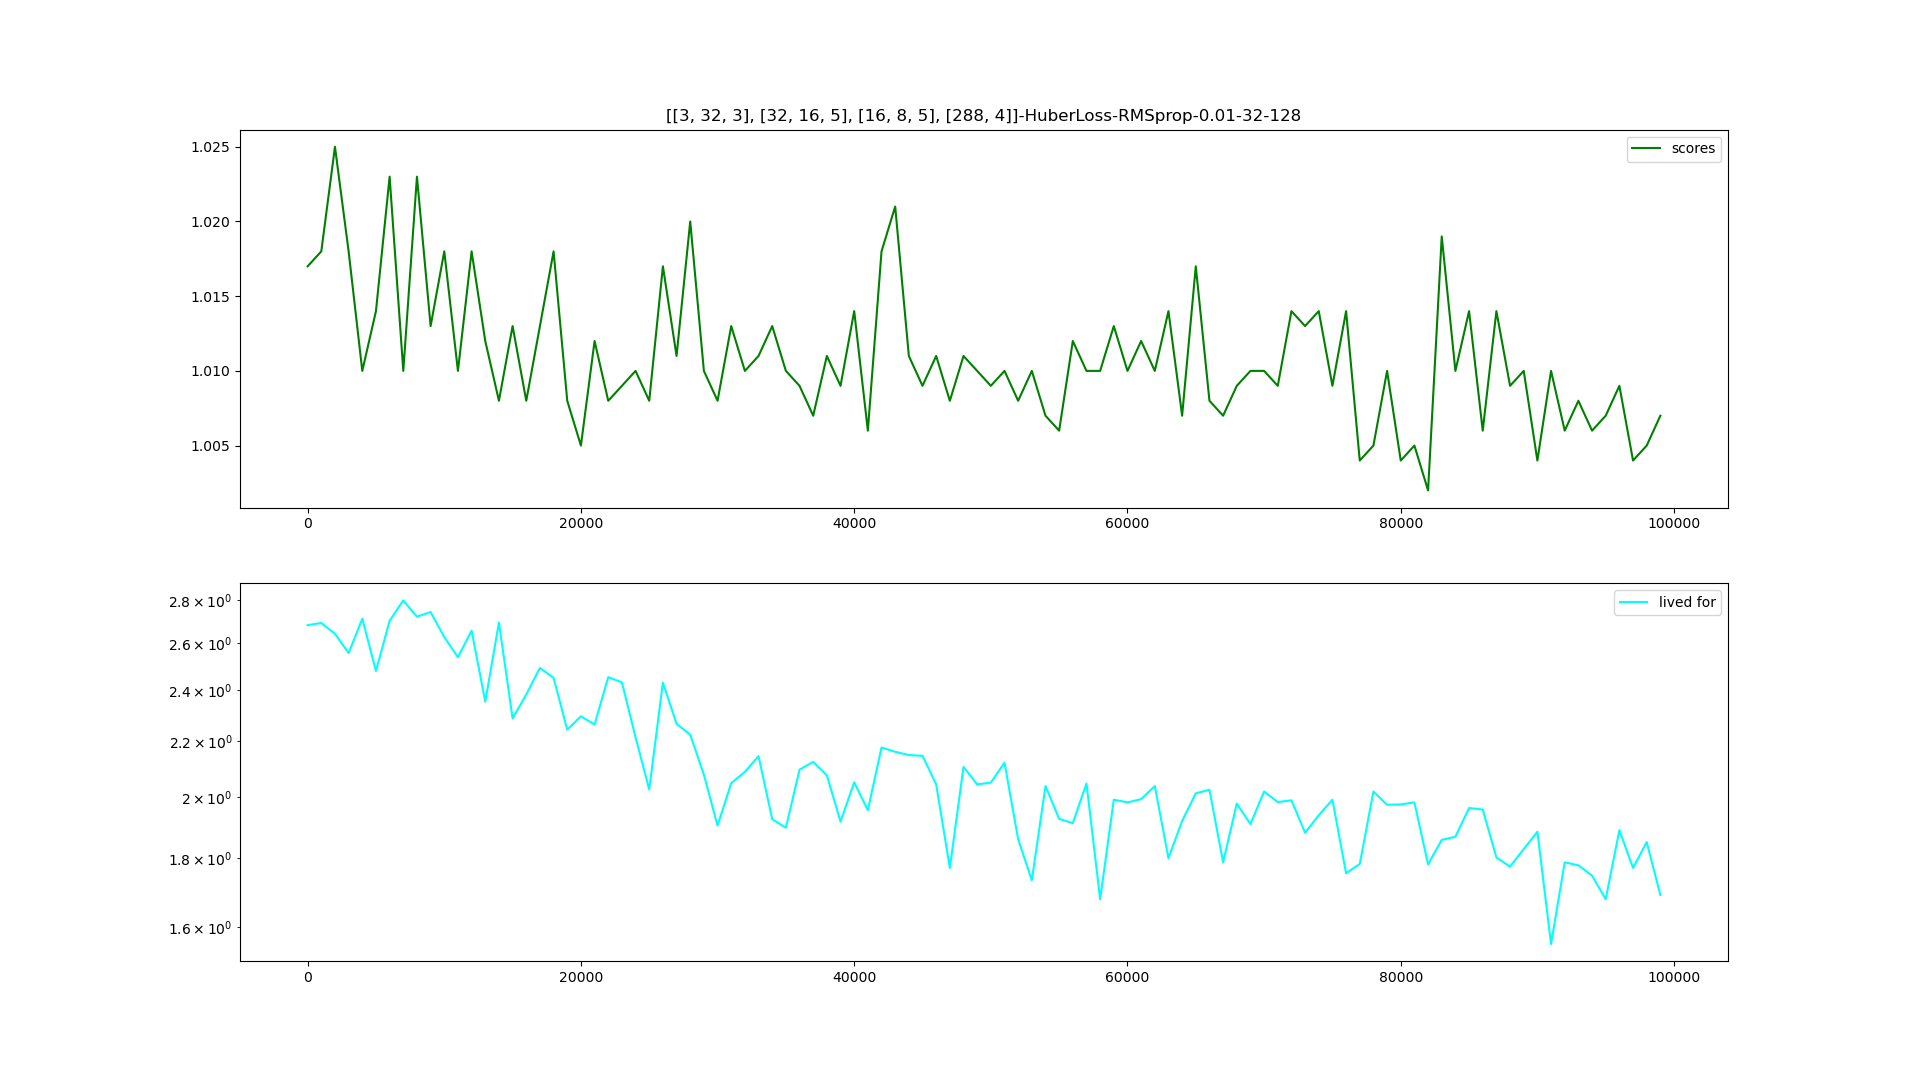 [[3, 32, 3], [32, 16, 5], [16, 8, 5], [288, 4]]-HuberLoss-RMSprop-0.01-32-128
scores
1.025
1.020
1.015
1.010
1.005
0 20000 40000 60000 80000 100000
lived for
2.8 × 10⁰
2.6 × 10⁰
2.4 × 10⁰
2.2 × 10⁰
2 × 10⁰
1.8 × 10⁰
1.6 × 10⁰
0 20000 40000 60000 80000 100000